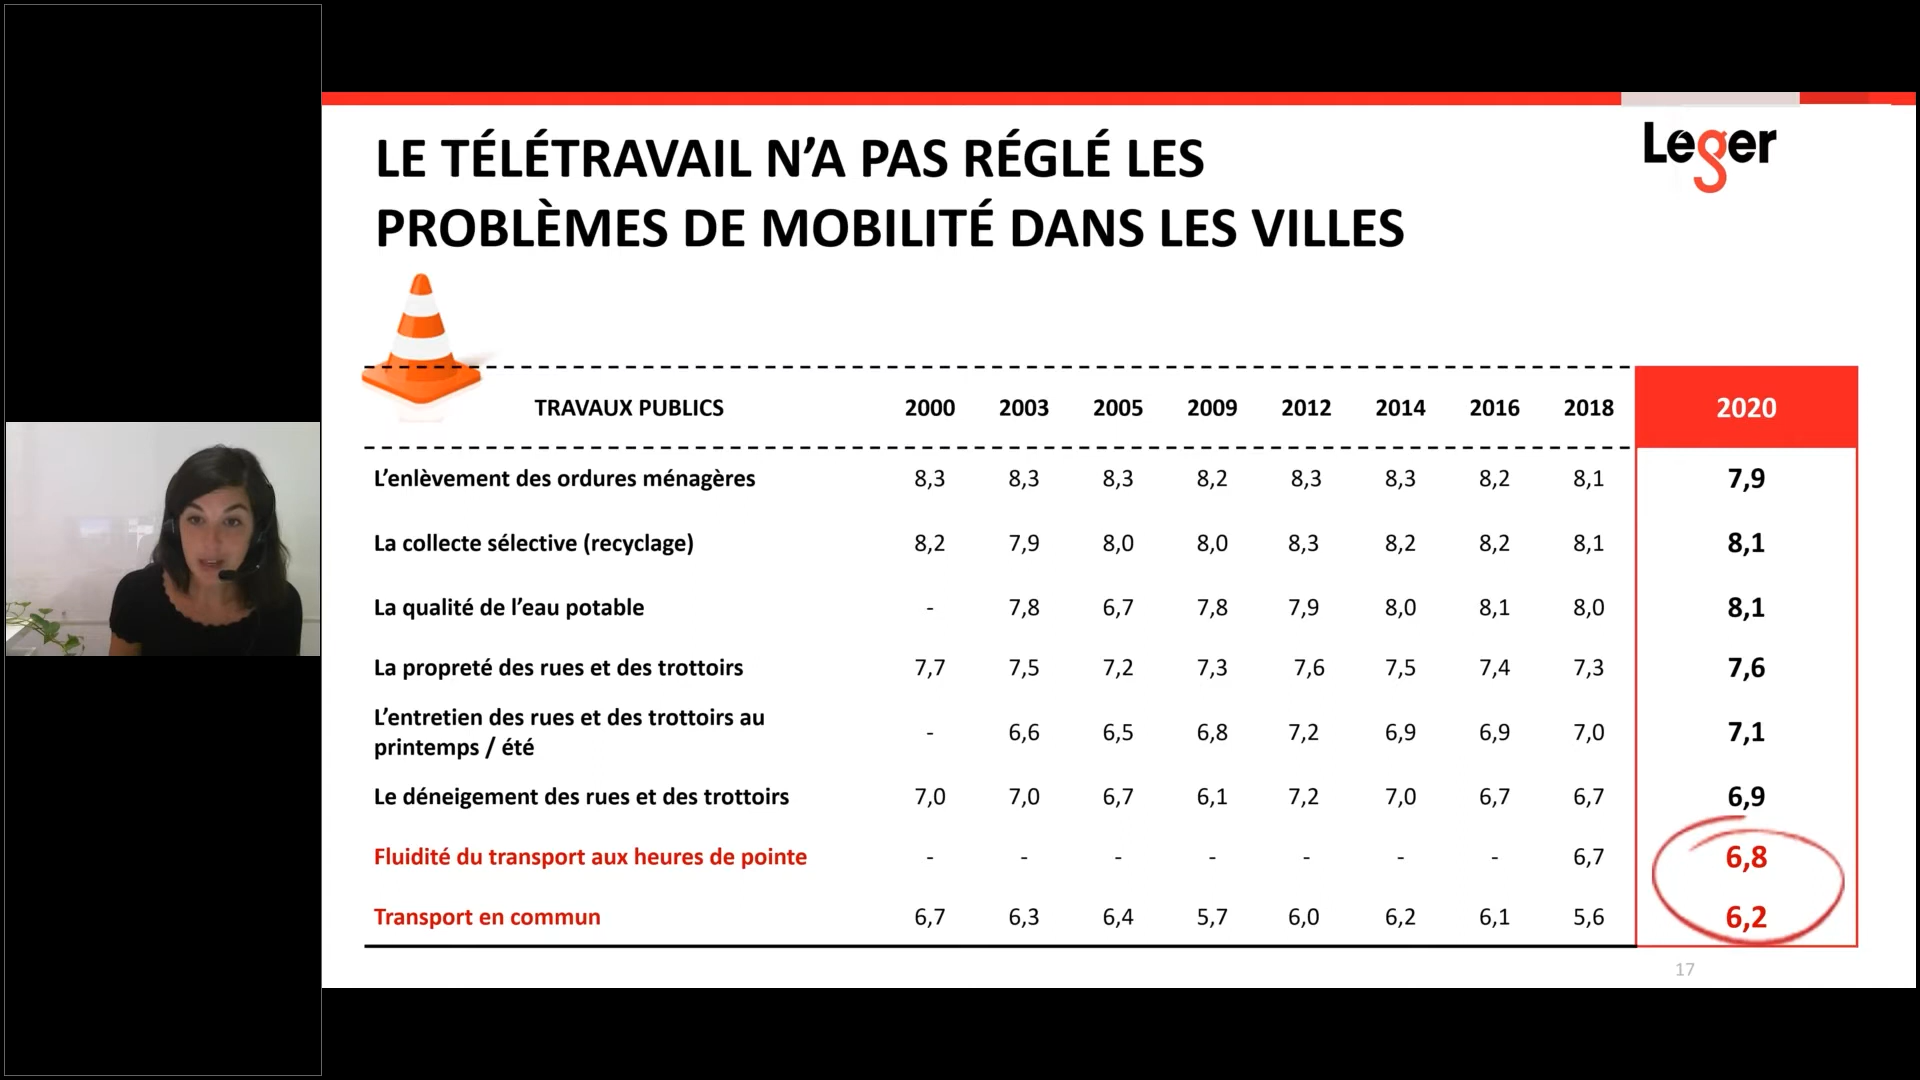 LE TÉLÉTRAVAIL N’A PAS RÉGLÉ LES
PROBLÈMES DE MOBILITÉ DANS LES VILLES
Léger
TRAVAUX PUBLICS 2000 2003 2005 2009 2012 2014 2016 2018 2020
L’enlèvement des ordures ménagères 8,3 8,3 8,3 8,2 8,3 8,3 8,2 8,1 7,9
La collecte sélective (recyclage) 8,2 7,9 8,0 8,0 8,3 8,2 8,2 8,1 8,1
La qualité de l’eau potable - 7,8 6,7 7,8 7,9 8,0 8,1 8,0 8,1
La propreté des rues et des trottoirs 7,7 7,5 7,2 7,3 7,6 7,5 7,4 7,3 7,6
L’entretien des rues et des trottoirs au
printemps / été - 6,6 6,5 6,8 7,2 6,9 6,9 7,0 7,1
Le déneigement des rues et des trottoirs 7,0 7,0 6,7 6,1 7,2 7,0 6,7 6,7 6,9
Fluidité du transport aux heures de pointe - - - - - - - 6,7 6,8
Transport en commun 6,7 6,3 6,4 5,7 6,0 6,2 6,1 5,6 6,2
17